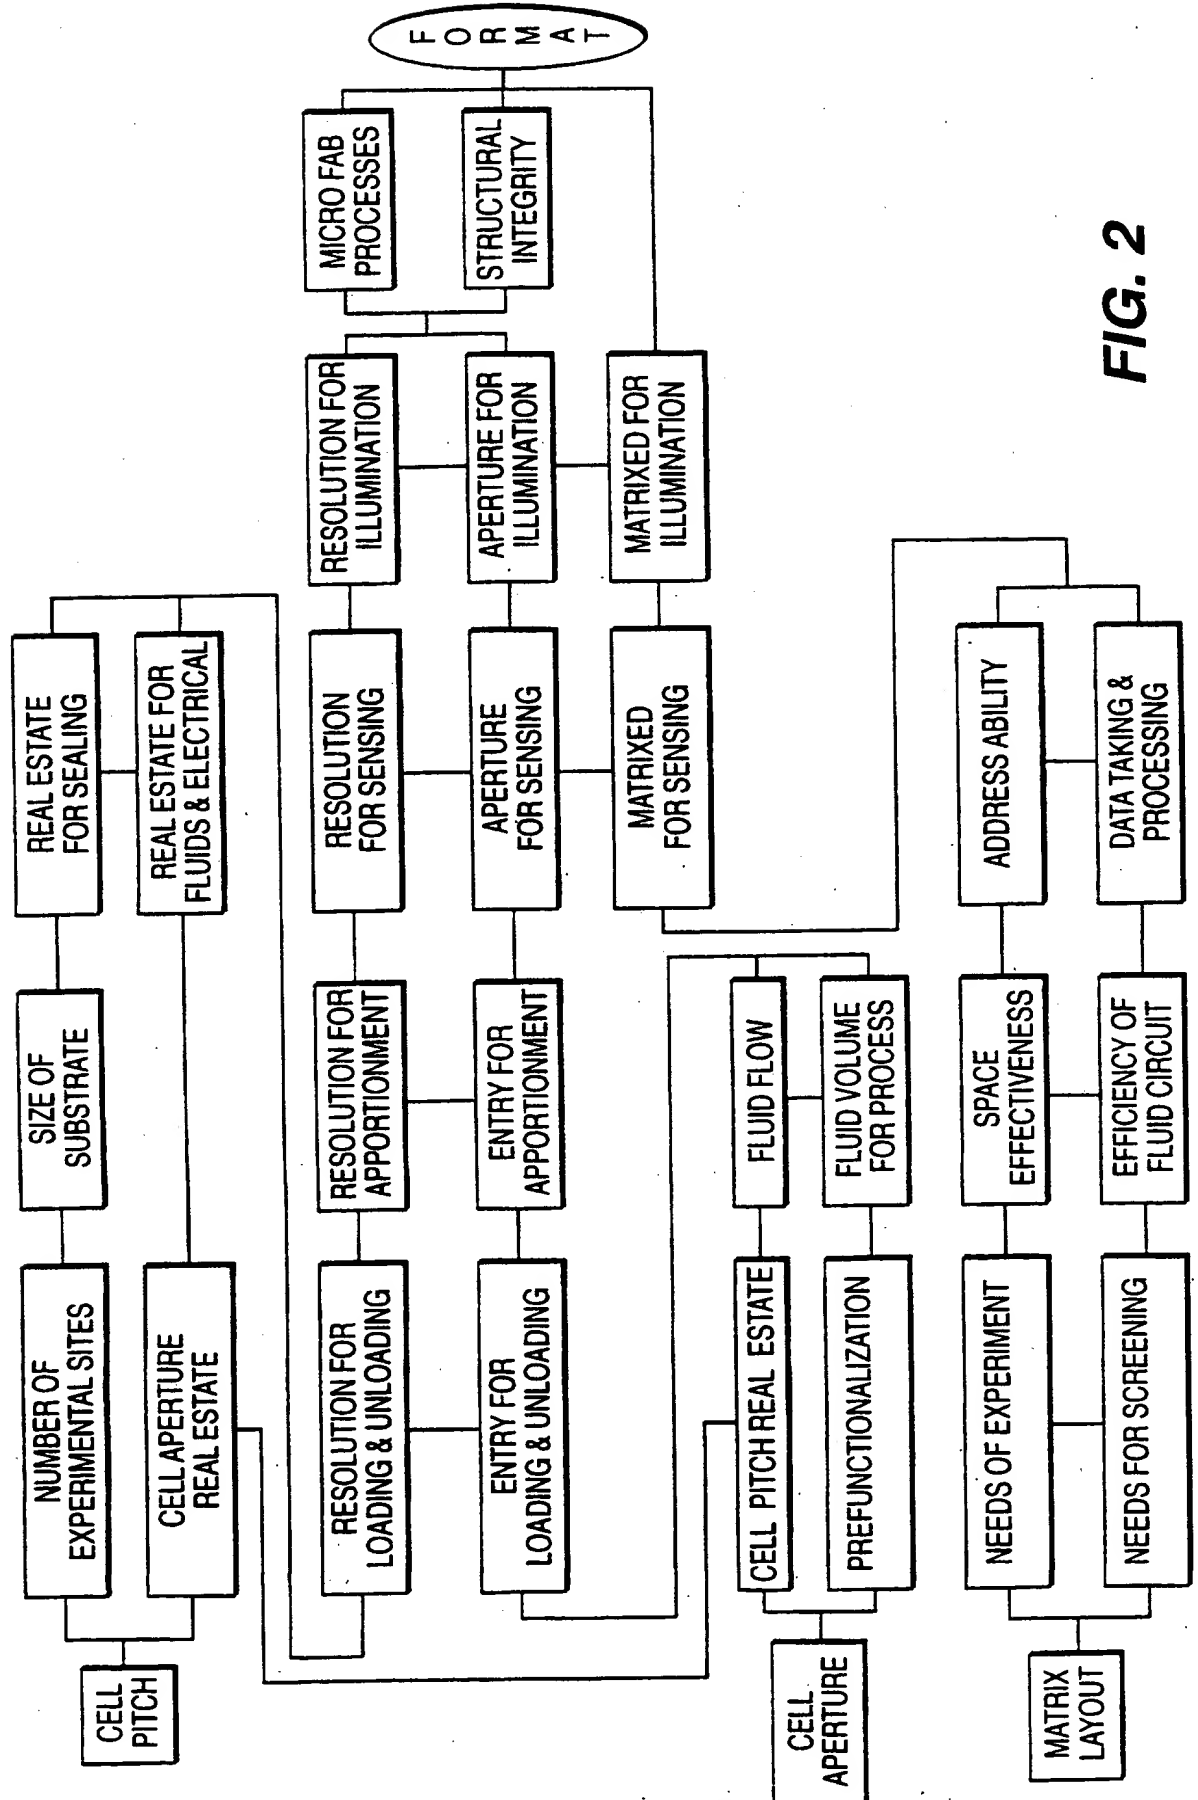 CELL
PITCH
NUMBER OF
EXPERIMENTAL SITES
SIZE OF
SUBSTRATE
REAL ESTATE
FOR SEALING
CELL APERTURE
REAL ESTATE
REAL ESTATE FOR
FLUIDS & ELECTRICAL
RESOLUTION FOR
LOADING & UNLOADING
RESOLUTION FOR
APPORTIONMENT
RESOLUTION
FOR SENSING
RESOLUTION FOR
ILLUMINATION
MICRO FAB
PROCESSES
ENTRY FOR
LOADING & UNLOADING
ENTRY FOR
APPORTIONMENT
APERTURE
FOR SENSING
APERTURE FOR
ILLUMINATION
STRUCTURAL
INTEGRITY
FORMAT
MATRIXED
FOR SENSING
MATRIXED FOR
ILLUMINATION
CELL
APERTURE
CELL PITCH REAL ESTATE
FLUID FLOW
PREFUNCTIONALIZATION
FLUID VOLUME
FOR PROCESS
MATRIX
LAYOUT
NEEDS OF EXPERIMENT
SPACE
EFFECTIVENESS
ADDRESS ABILITY
NEEDS FOR SCREENING
EFFICIENCY OF
FLUID CIRCUIT
DATA TAKING &
PROCESSING
FIG. 2